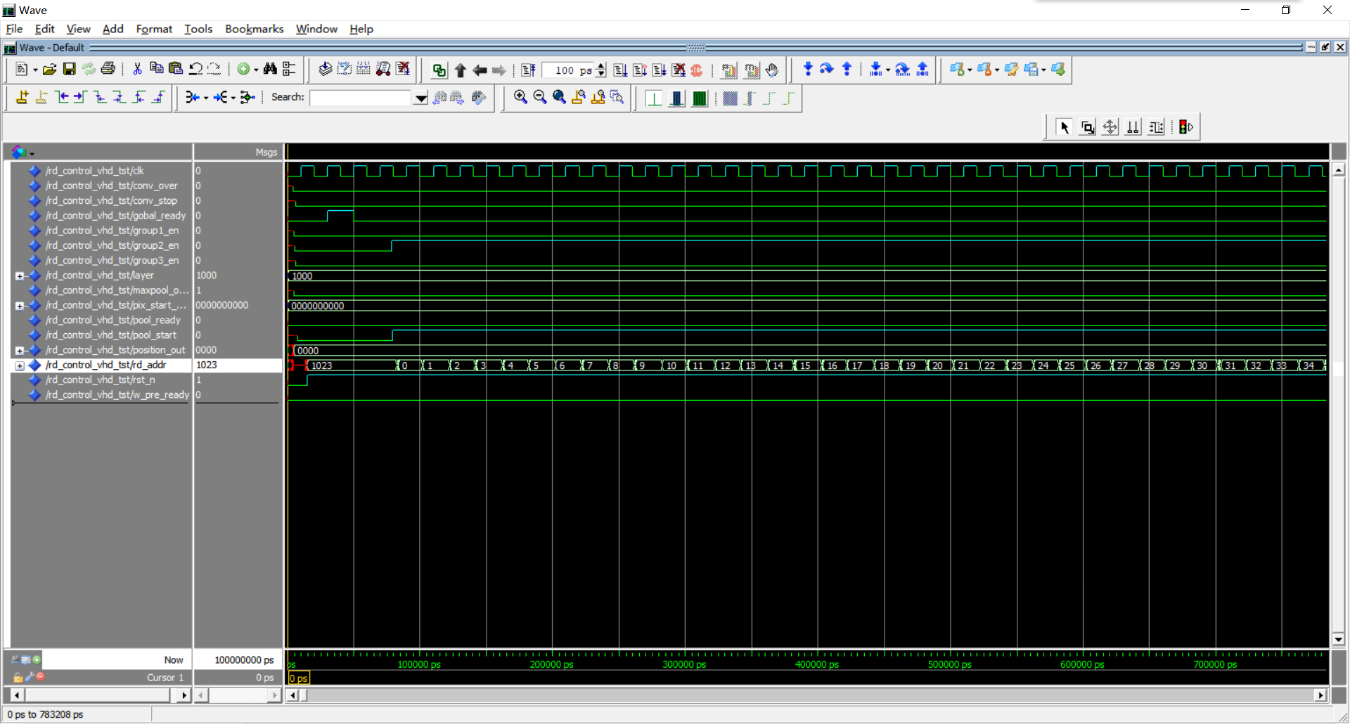 Wave
File Edit View Add Format Tools Bookmarks Window Help
Wave - Default
100 ps
Search:
Msgs
/rd_control_vhd_tst/clk 0
/rd_control_vhd_tst/conv_over 0
/rd_control_vhd_tst/conv_stop 0
/rd_control_vhd_tst/gobal_ready 0
/rd_control_vhd_tst/group1_en 0
/rd_control_vhd_tst/group2_en 0
/rd_control_vhd_tst/group3_en 0
/rd_control_vhd_tst/layer 1000 1000
/rd_control_vhd_tst/maxpool_o... 1
/rd_control_vhd_tst/pix_start_... 0000000000 0000000000
/rd_control_vhd_tst/pool_ready 0
/rd_control_vhd_tst/pool_start 0
/rd_control_vhd_tst/position_out 0000 0000
/rd_control_vhd_tst/rd_addr 1023 1023 0 1 2 3 4 5 6 7 8 9 10 11 12 13 14 15 16 17 18 19 20 21 22 23 24 25 26 27 28 29 30 31 32 33 34
/rd_control_vhd_tst/rst_n 1
/rd_control_vhd_tst/w_pre_ready 0
Now 100000000 ps ps 100000 ps 200000 ps 300000 ps 400000 ps 500000 ps 600000 ps 700000 ps
Cursor 1 0 ps 0 ps
0 ps to 783208 ps